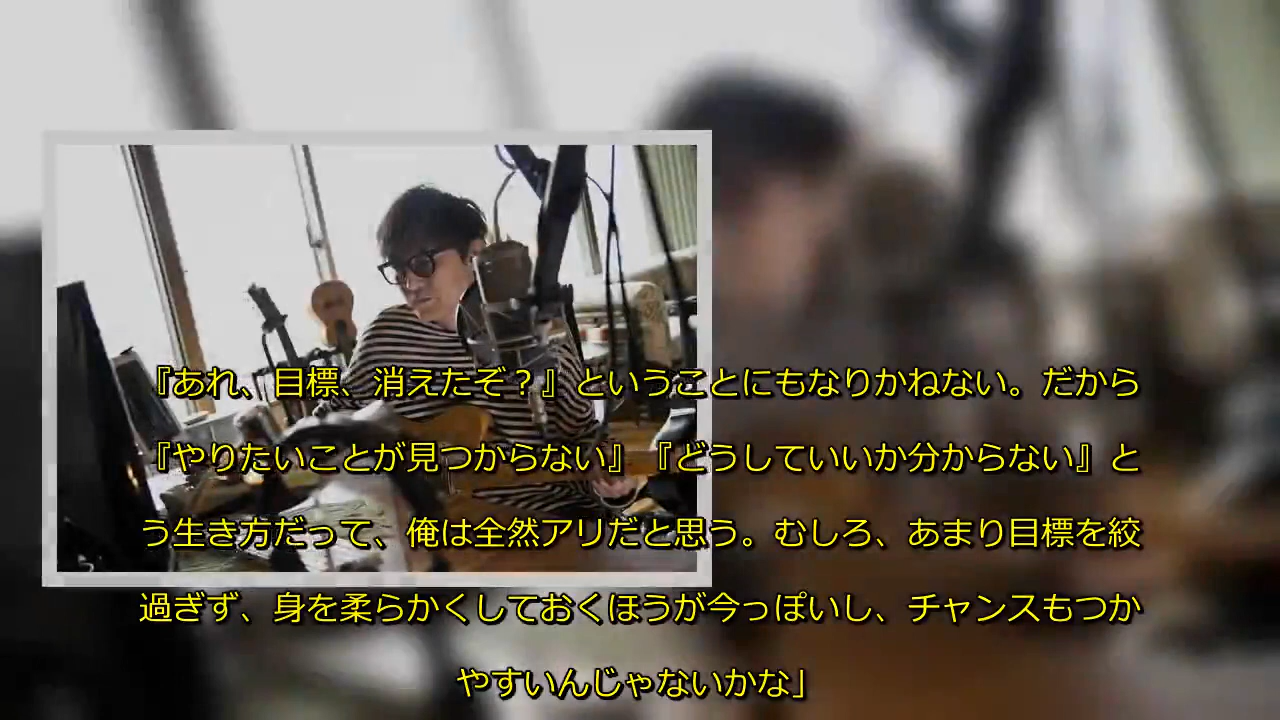 『あれ、目標、消えたぞ？』ということにもなりかねない。だから
『やりたいことが見つからない』『どうしていいか分からない』と
う生き方だって、俺は全然アリだと思う。むしろ、あまり目標を絞
過ぎず、身を柔らかくしておくほうが今っぽいし、チャンスもつか
やすいんじゃないかな」